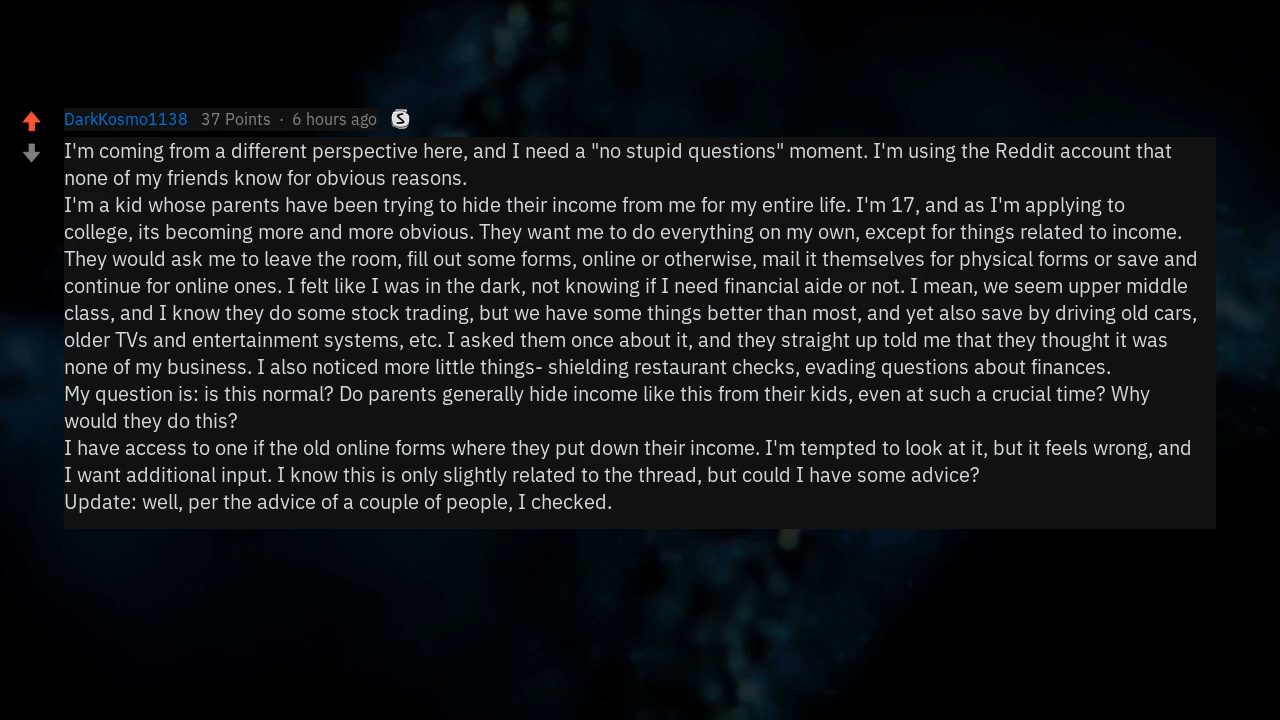 DarkKosmo1138 37 Points · 6 hours ago
I'm coming from a different perspective here, and I need a "no stupid questions" moment. I'm using the Reddit account that
none of my friends know for obvious reasons.
I'm a kid whose parents have been trying to hide their income from me for my entire life. I'm 17, and as I'm applying to
college, its becoming more and more obvious. They want me to do everything on my own, except for things related to income.
They would ask me to leave the room, fill out some forms, online or otherwise, mail it themselves for physical forms or save and
continue for online ones. I felt like I was in the dark, not knowing if I need financial aide or not. I mean, we seem upper middle
class, and I know they do some stock trading, but we have some things better than most, and yet also save by driving old cars,
older TVs and entertainment systems, etc. I asked them once about it, and they straight up told me that they thought it was
none of my business. I also noticed more little things- shielding restaurant checks, evading questions about finances.
My question is: is this normal? Do parents generally hide income like this from their kids, even at such a crucial time? Why
would they do this?
I have access to one if the old online forms where they put down their income. I'm tempted to look at it, but it feels wrong, and
I want additional input. I know this is only slightly related to the thread, but could I have some advice?
Update: well, per the advice of a couple of people, I checked.